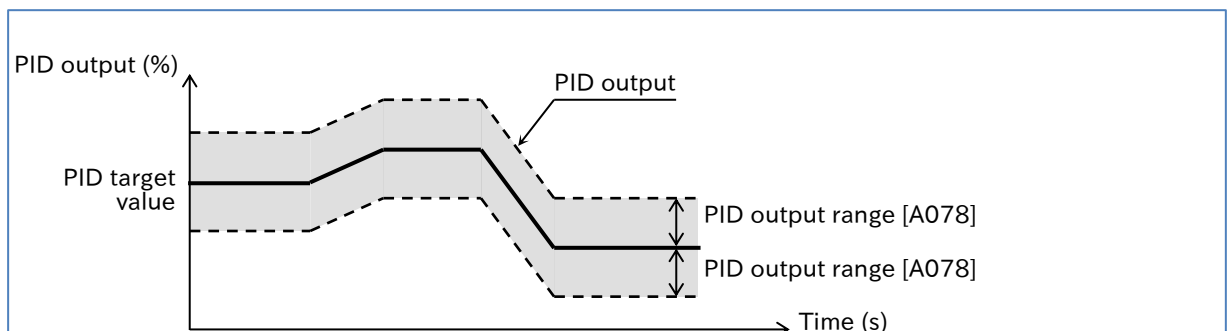 PID output (%)
PID output
PID target
value
PID output range [A078]
PID output range [A078]
Time (s)